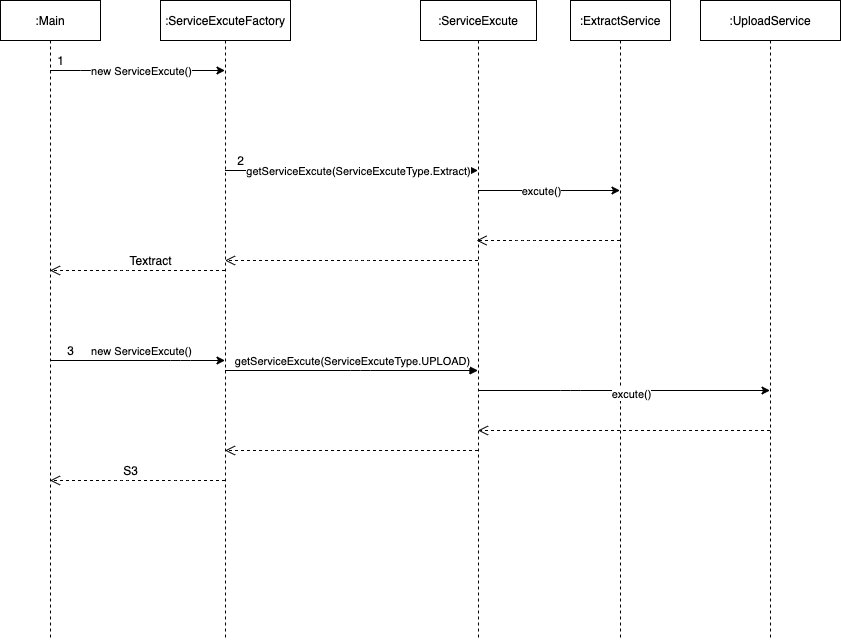 :Main
:ServiceExcuteFactory
:ServiceExcute
:ExtractService
:UploadService
1
new ServiceExcute()
2
getServiceExcute(ServiceExcuteType.Extract)
excute()
Textract
3
new ServiceExcute()
getServiceExcute(ServiceExcuteType.UPLOAD)
excute()
S3